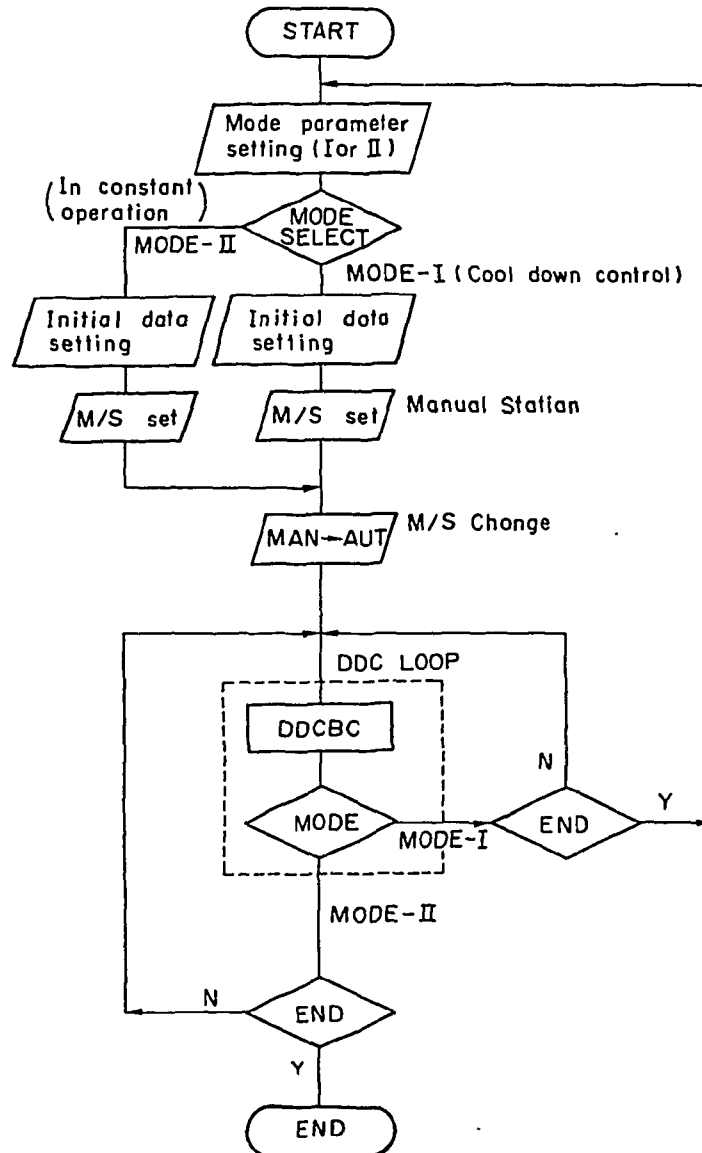 START
Mode parameter
setting (I or II)
(In constant
operation)
MODE
SELECT
MODE-II
MODE-I (Cool down control)
Initial data
setting
Initial data
setting
M/S set
M/S set
Manual Station
MAN→AUT
M/S Change
DDC LOOP
DDCBC
N
MODE
MODE-I
END
Y
MODE-II
N
END
Y
END